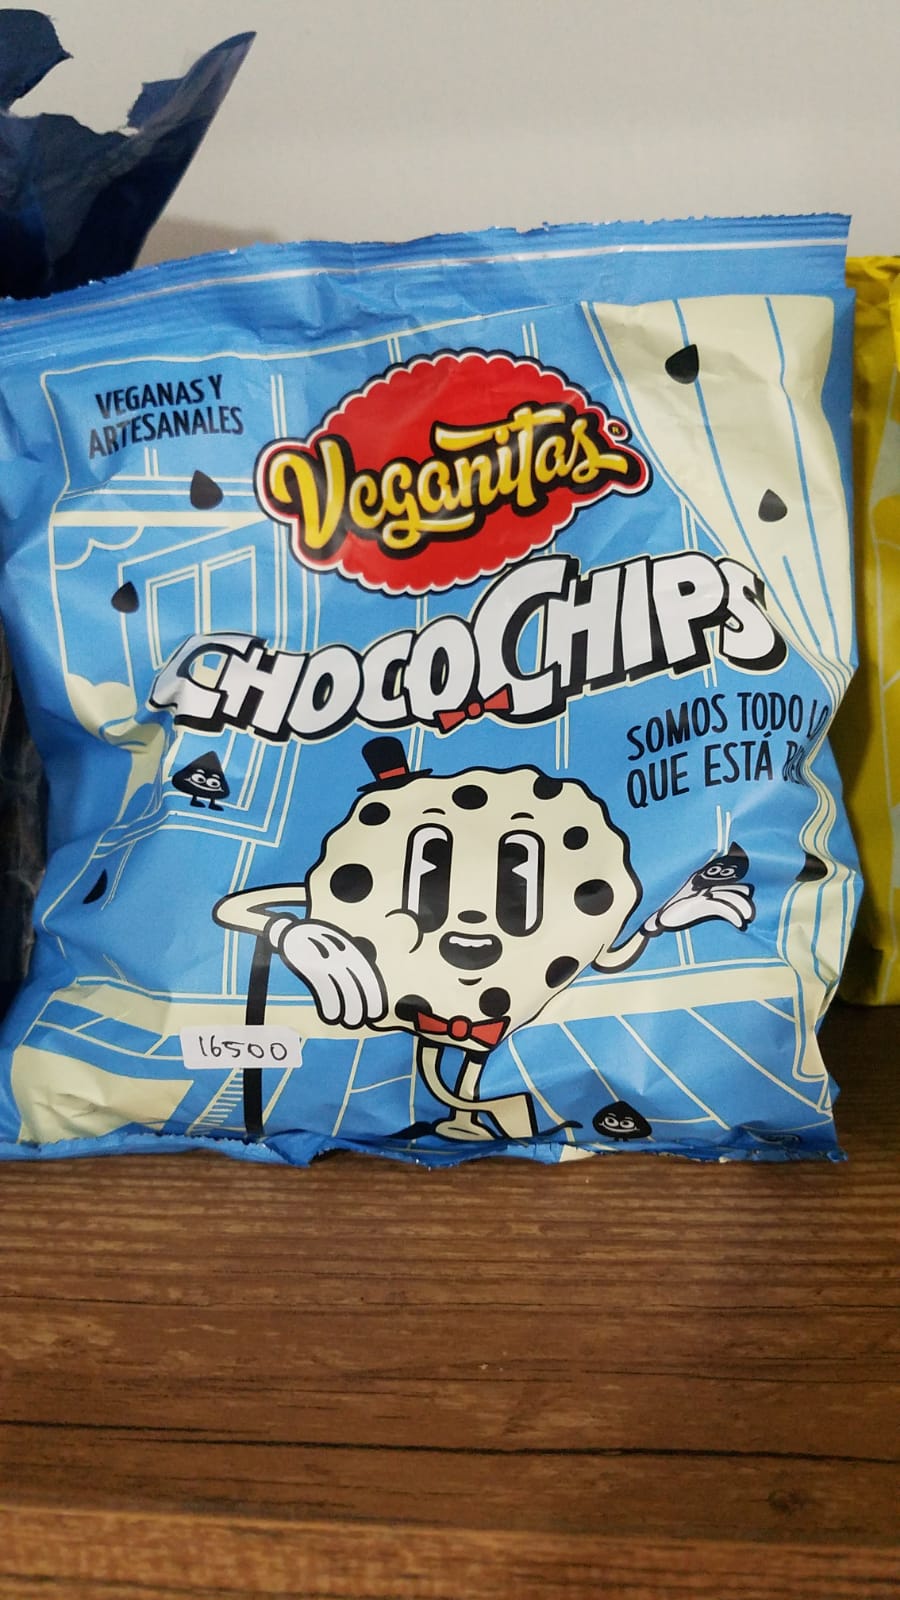 VEGANAS Y
ARTESANALES
Veganitas®
CHOCOCHIPS
SOMOS TODO LO
QUE ESTÁ
16500